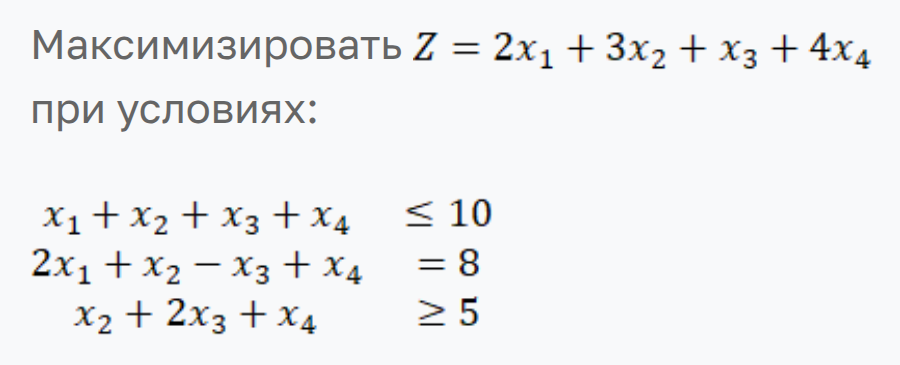 Максимизировать Z = 2x₁ + 3x₂ + x₃ + 4x₄
при условиях:
x₁ + x₂ + x₃ + x₄ ≤ 10
2x₁ + x₂ − x₃ + x₄ = 8
x₂ + 2x₃ + x₄ ≥ 5